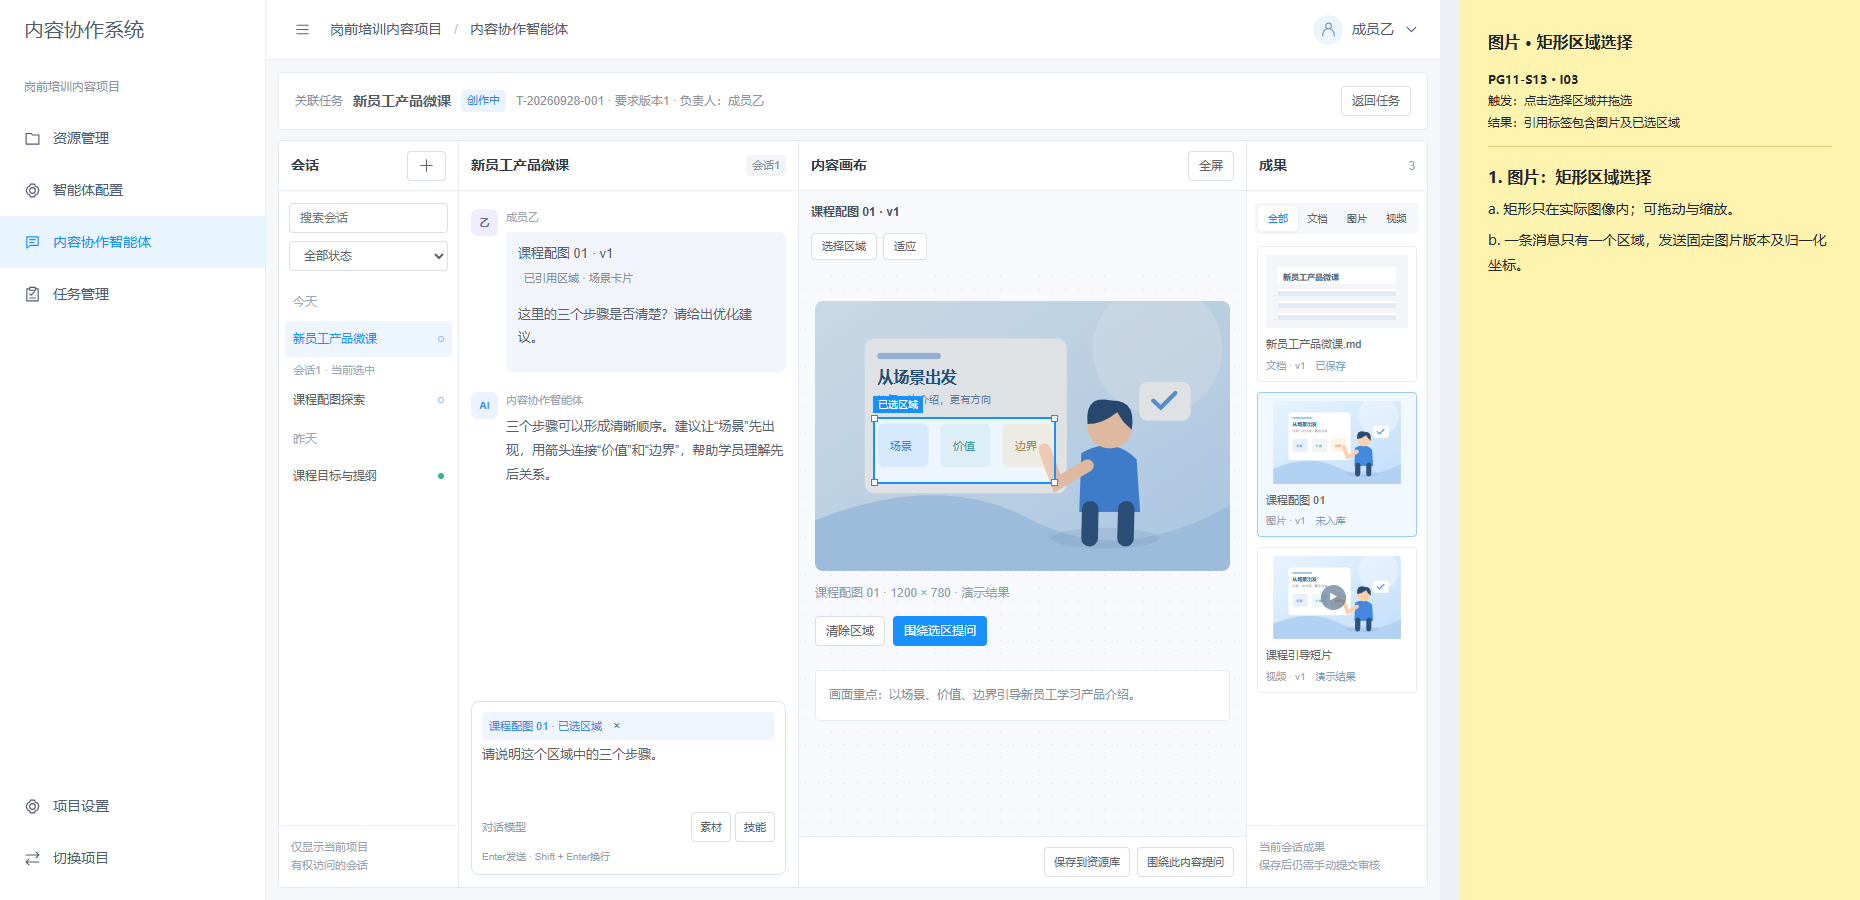 内容协作系统
岗前培训内容项目
资源管理
智能体配置
内容协作智能体
任务管理
项目设置
切换项目
岗前培训内容项目 / 内容协作智能体
成员乙
关联任务 新员工产品微课 创作中 T-20260928-001 · 要求版本1 · 负责人：成员乙
返回任务
会话
搜索会话
全部状态
今天
新员工产品微课
会话1 · 当前选中
课程配图探索
昨天
课程目标与提纲
仅显示当前项目
有权访问的会话
新员工产品微课 会话1
乙 成员乙
课程配图 01 · v1
已引用区域 · 场景卡片
这里的三个步骤是否清楚？请给出优化建
议。
AI 内容协作智能体
三个步骤可以形成清晰顺序。建议让“场景”先出
现，用箭头连接“价值”和“边界”，帮助学员理解先
后关系。
课程配图 01 · 已选区域 ×
请说明这个区域中的三个步骤。
对话模型 素材 技能
Enter发送 · Shift + Enter换行
内容画布 全屏
课程配图 01 · v1
选择区域 适应
从场景出发
介绍，更有方向
已选区域
场景 价值 边界
课程配图 01 · 1200 × 780 · 演示结果
清除区域 围绕选区提问
画面重点：以场景、价值、边界引导新员工学习产品介绍。
保存到资源库 围绕此内容提问
成果 3
全部 文档 图片 视频
新员工产品微课
新员工产品微课.md
文档 · v1 已保存
从场景出发
课程配图 01
图片 · v1 未入库
从场景出发
课程引导短片
视频 · v1 演示结果
当前会话成果
保存后仍需手动提交审核
图片 • 矩形区域选择
PG11-S13 • I03
触发：点击选择区域并拖选
结果：引用标签包含图片及已选区域
1. 图片：矩形区域选择
a. 矩形只在实际图像内；可拖动与缩放。
b. 一条消息只有一个区域，发送固定图片版本及归一化
坐标。